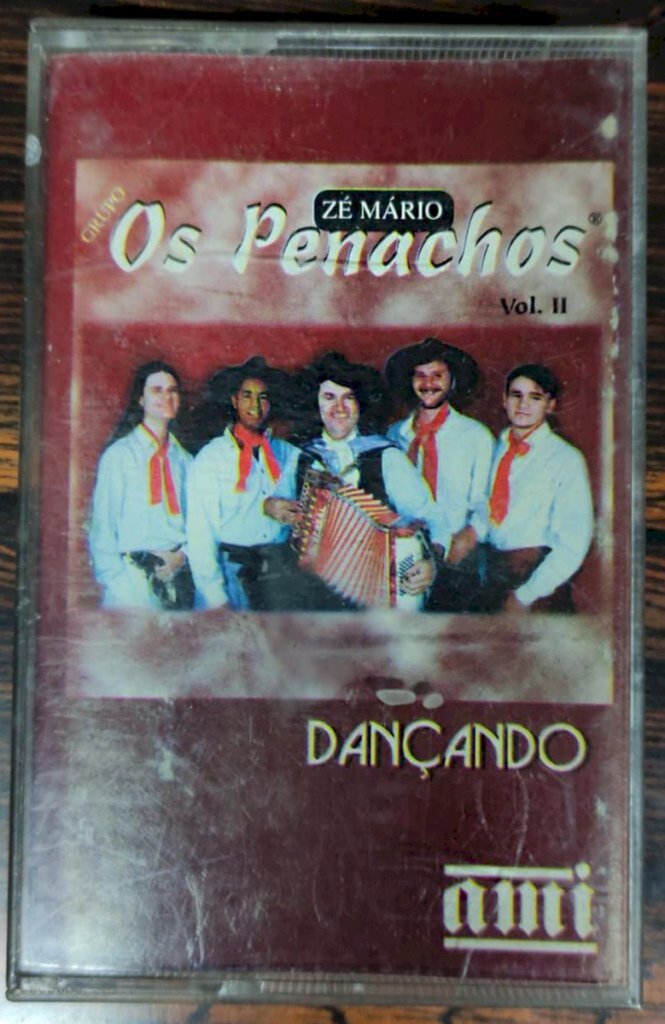 ZÉ MÁRIO
GRUPO
Os Penachos®
Vol. II
DANÇANDO
ami